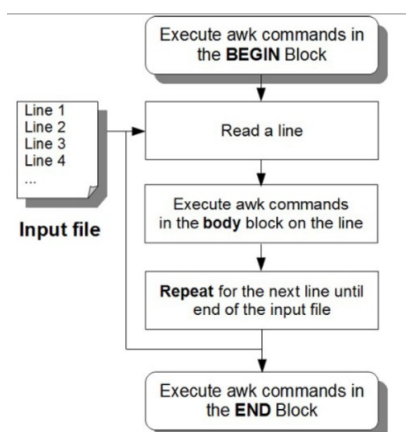 Execute awk commands in
the BEGIN Block
Line 1
Line 2
Line 3
Line 4
...
Input file
Read a line
Execute awk commands
in the body block on the line
Repeat for the next line until
end of the input file
Execute awk commands in
the END Block